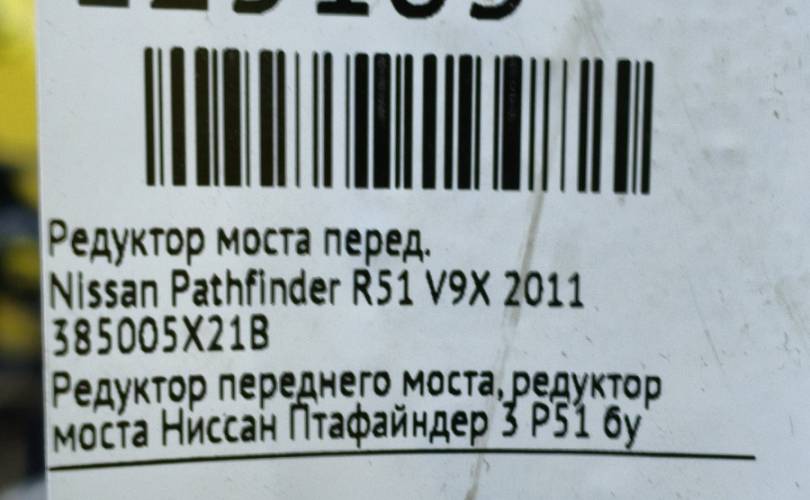 Редуктор моста перед.
Nissan Pathfinder R51 V9X 2011
385005X21B
Редуктор переднего моста, редуктор
моста Ниссан Птафайндер 3 Р51 бу